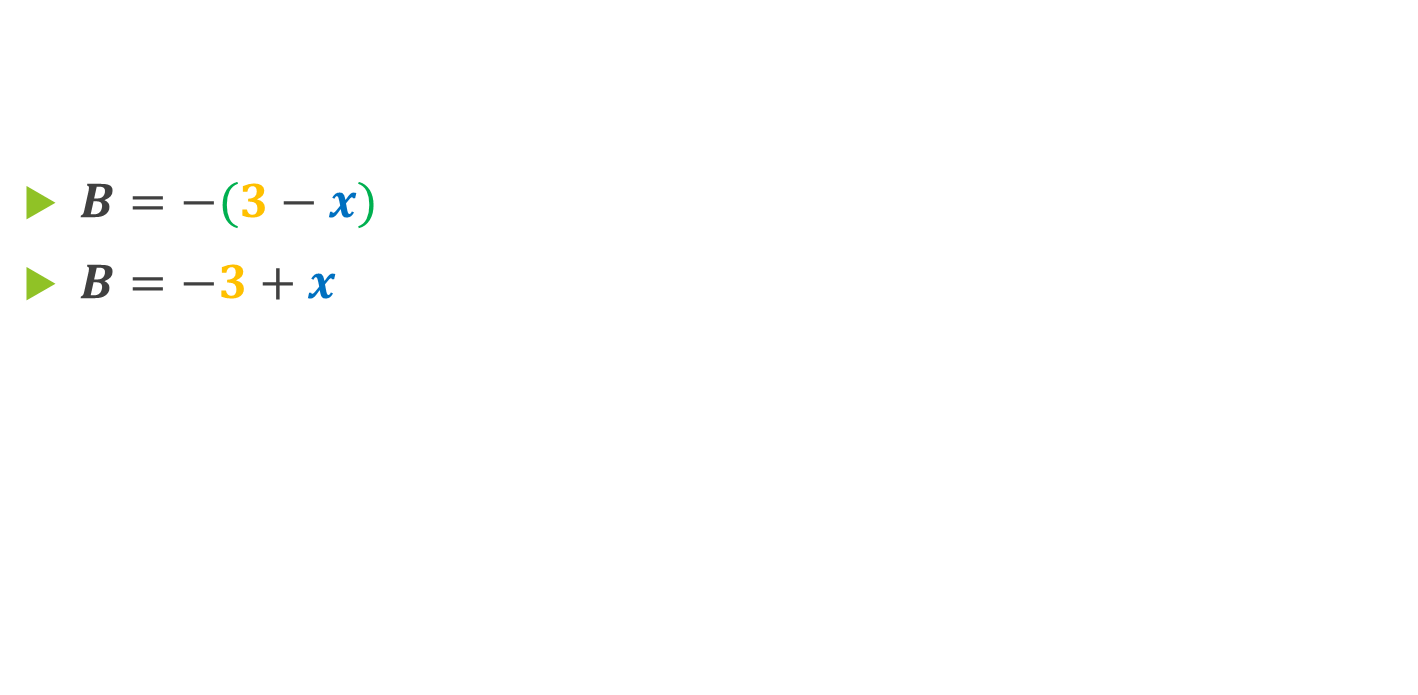 B = −(3 − x)
B = −3 + x